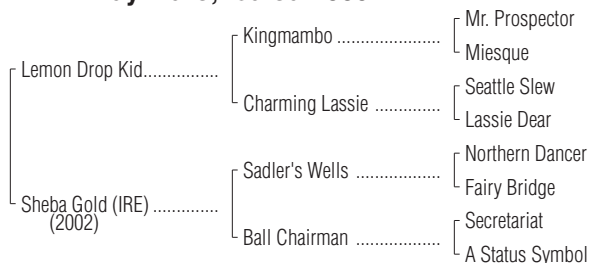 Kingmambo ....................
Mr. Prospector
Miesque
Lemon Drop Kid...............
Charming Lassie .............
Seattle Slew
Lassie Dear
Sadler's Wells .................
Northern Dancer
Fairy Bridge
Sheba Gold (IRE) .............
(2002)
Ball Chairman .................
Secretariat
A Status Symbol